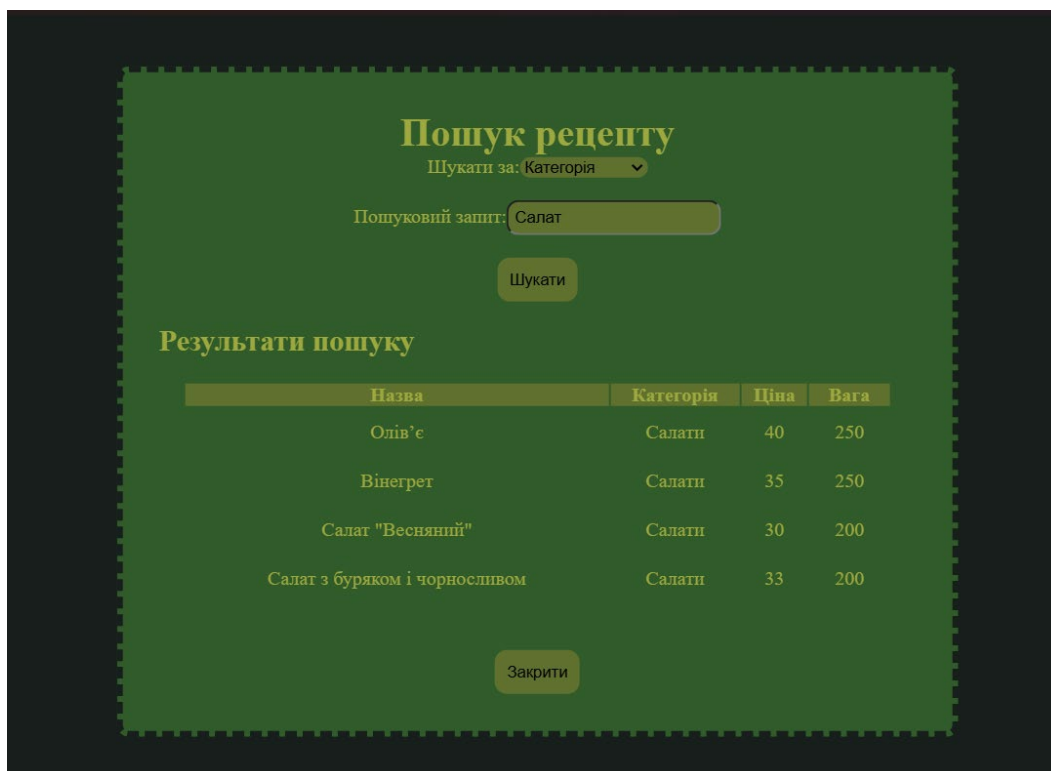 Пошук рецепту
Шукати за: Категорія
Пошуковий запит: Салат
Шукати
Результати пошуку
Назва Категорія Ціна Вага
Олів’є Салати 40 250
Вінегрет Салати 35 250
Салат "Весняний" Салати 30 200
Салат з буряком і чорносливом Салати 33 200
Закрити